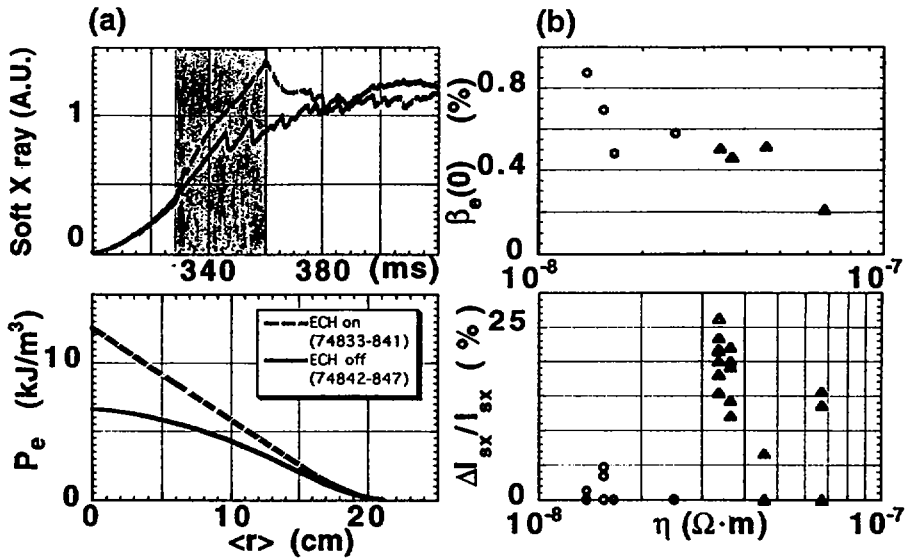 (a)
Soft X ray (A.U.)
1
0
340
380
(ms)
P_e (kJ/m^3)
10
0
ECH on
(74833-841)
ECH off
(74842-847)
0
10
20
<r> (cm)
(b)
β_e(0) (%)
0.8
0.4
0
10^-8
10^-7
ΔI_sx/I_sx (%)
25
0
10^-8
η (Ω·m)
10^-7